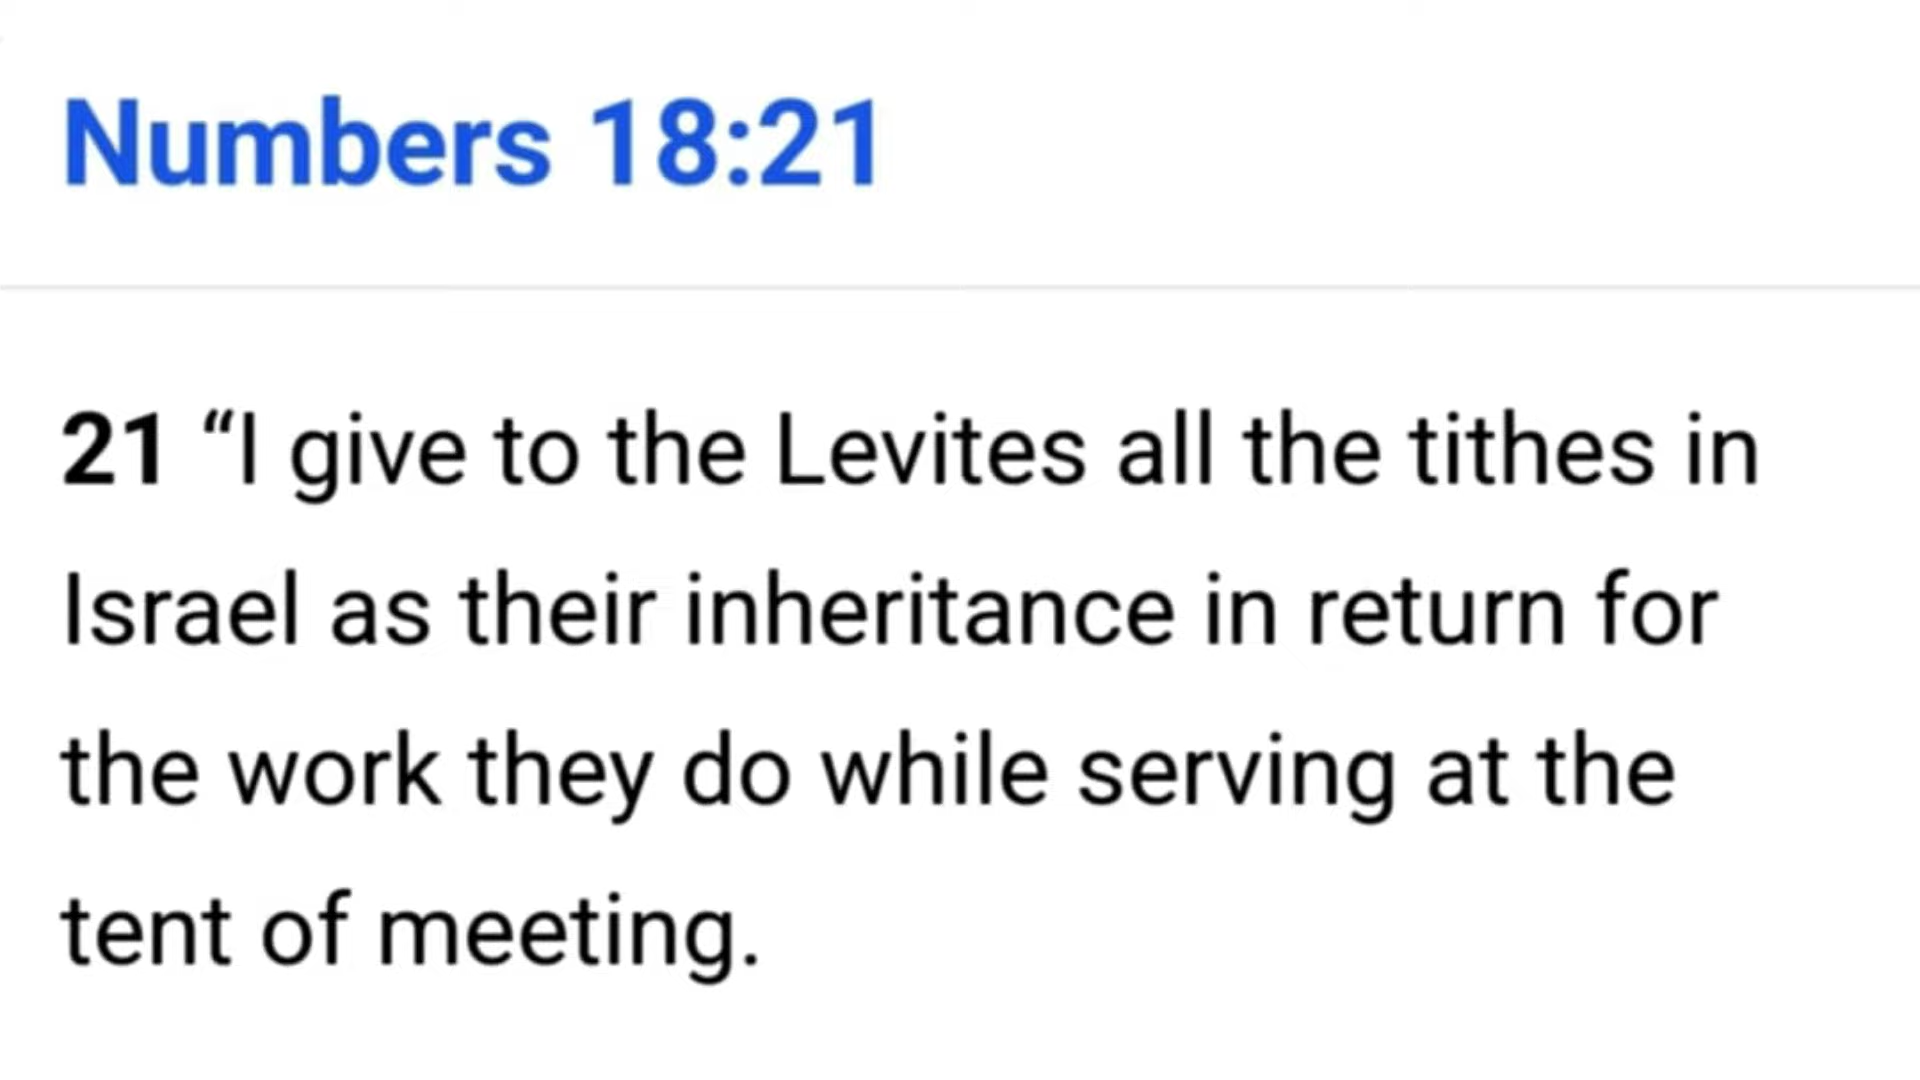 Numbers 18:21
21 “I give to the Levites all the tithes in
Israel as their inheritance in return for
the work they do while serving at the
tent of meeting.